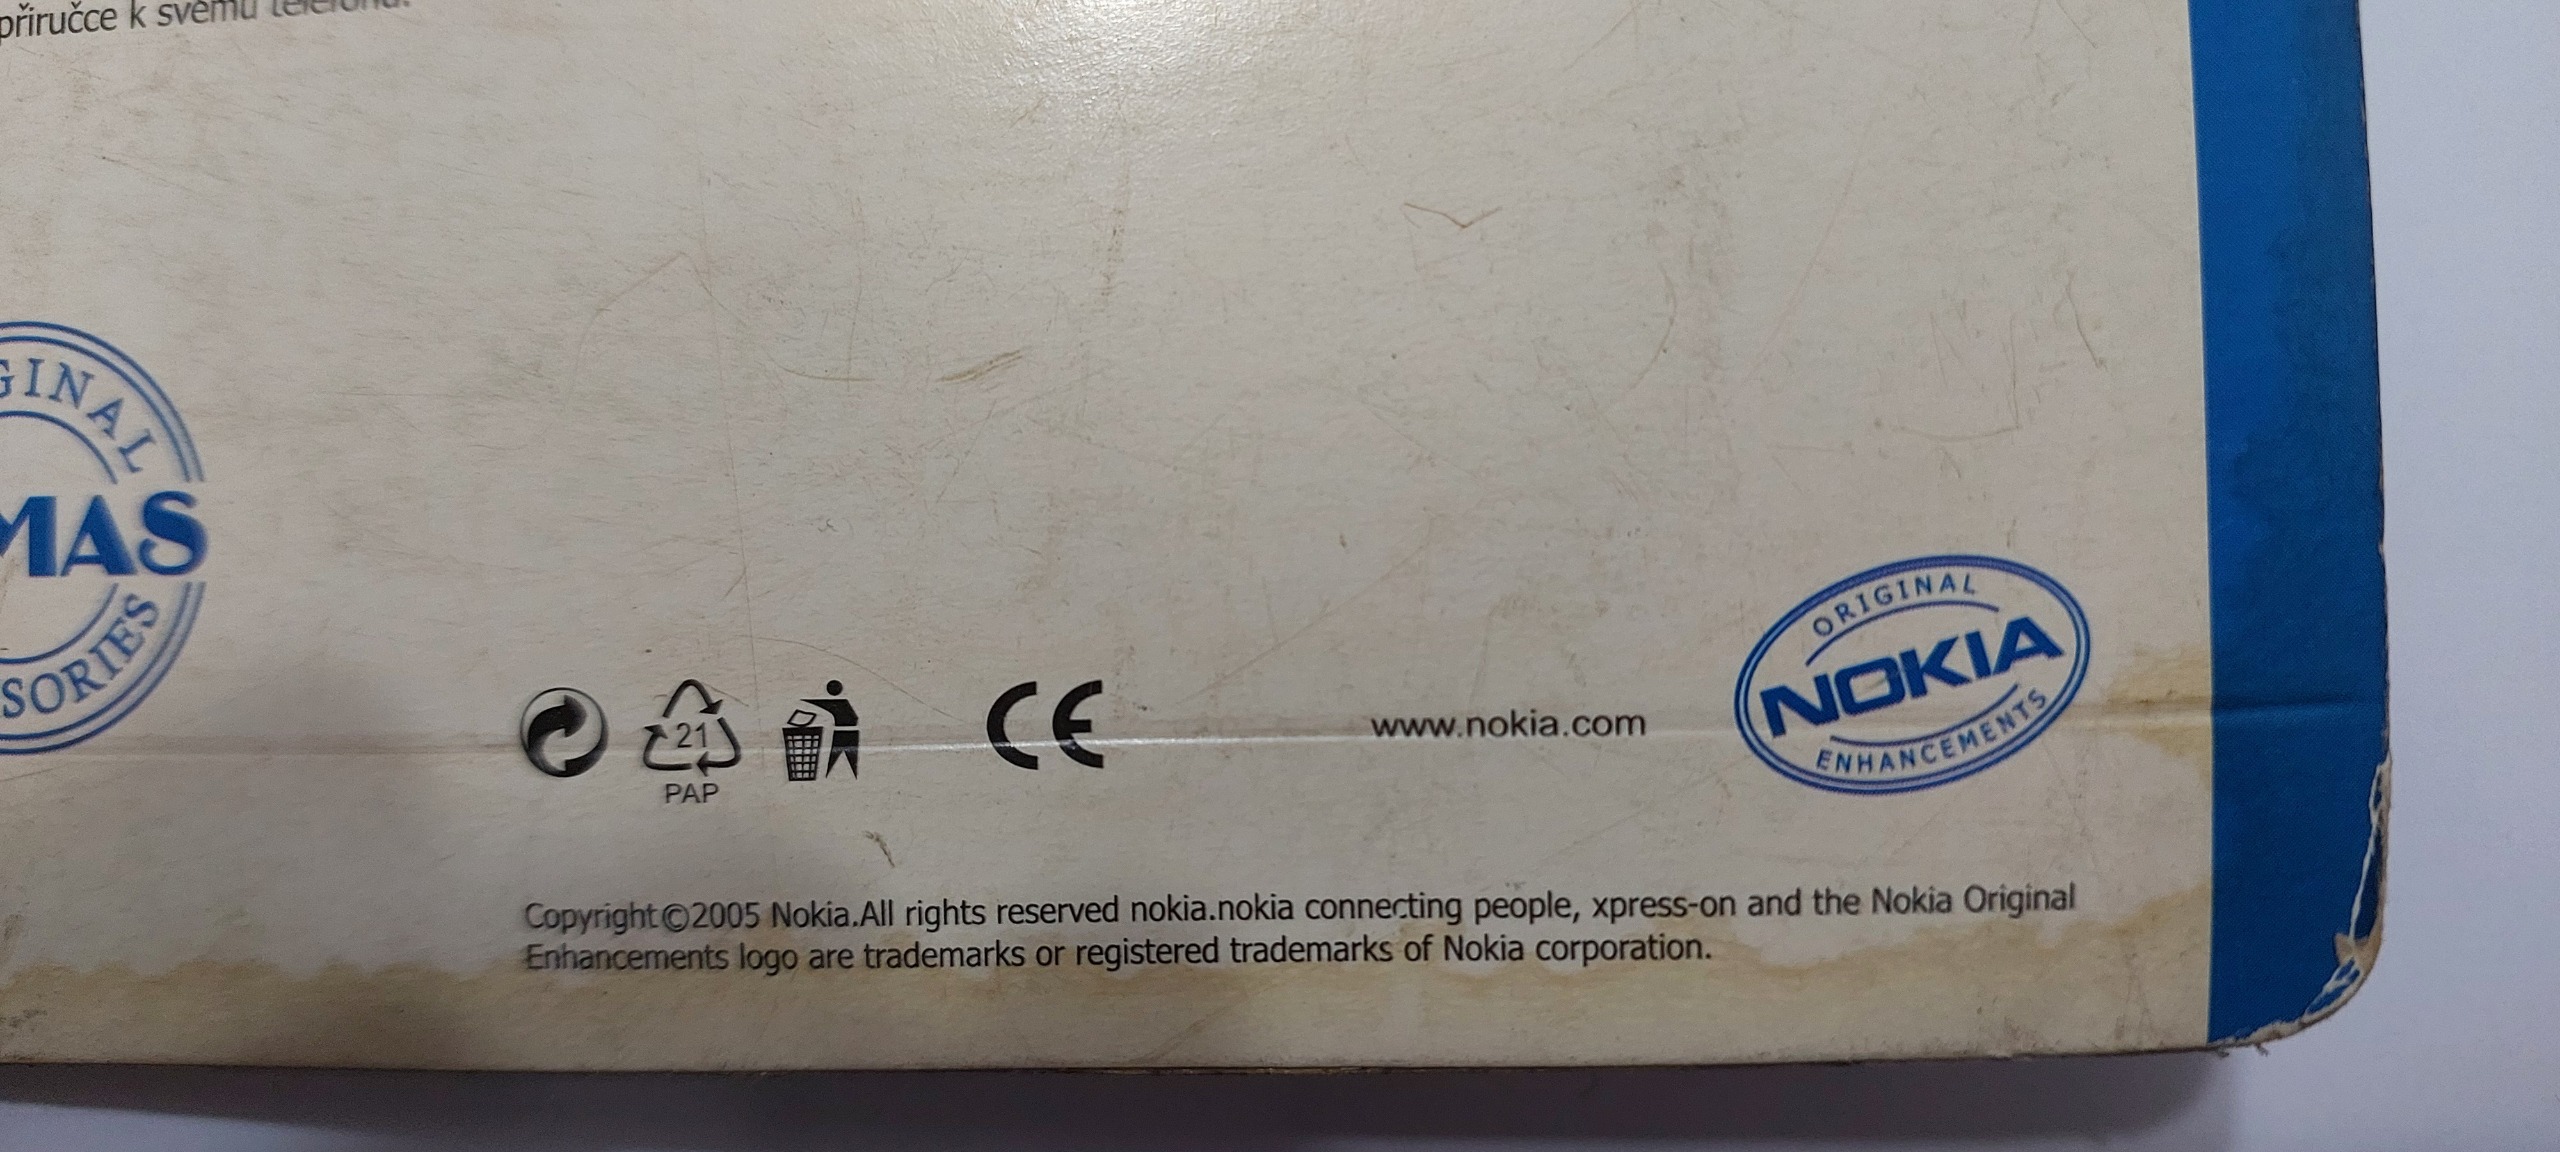 příručce k svému telefonu.
GINAL
MAS
SORIES
21
PAP
CE
www.nokia.com
ORIGINAL
NOKIA
ENHANCEMENTS
Copyright©2005 Nokia.All rights reserved nokia.nokia connecting people, xpress-on and the Nokia Original
Enhancements logo are trademarks or registered trademarks of Nokia corporation.